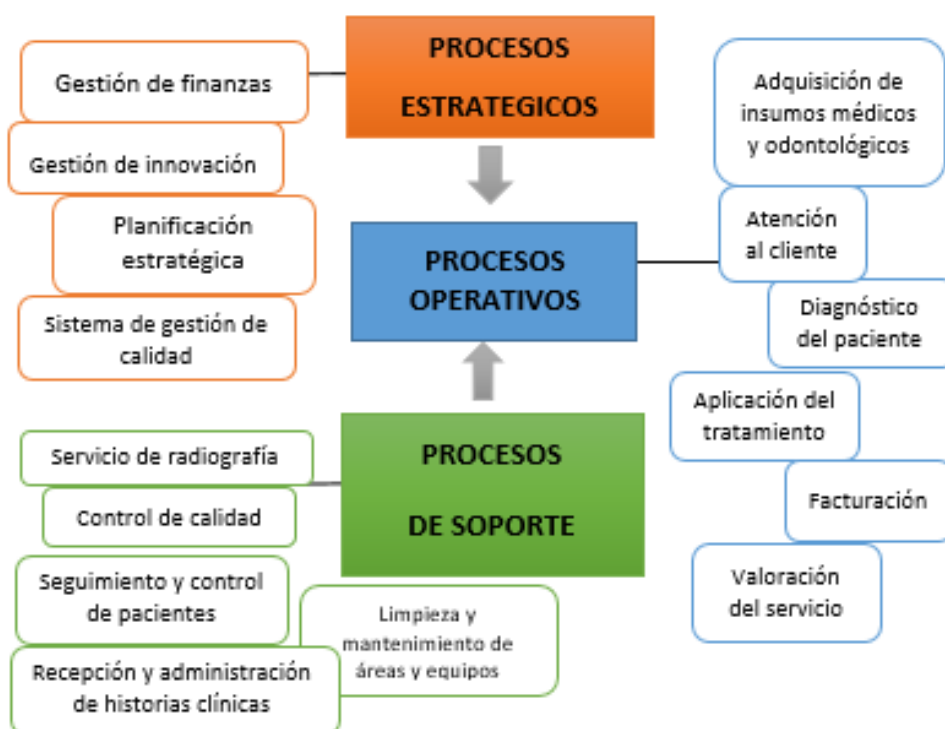 PROCESOS
ESTRATEGICOS
Gestión de finanzas
Gestión de innovación
Planificación
estratégica
Sistema de gestión de
calidad
PROCESOS
OPERATIVOS
Adquisición de
insumos médicos
y odontológicos
Atención
al cliente
Diagnóstico
del paciente
Aplicación del
tratamiento
Facturación
Valoración
del servicio
PROCESOS
DE SOPORTE
Servicio de radiografía
Control de calidad
Seguimiento y control
de pacientes
Limpieza y
mantenimiento de
áreas y equipos
Recepción y administración
de historias clínicas